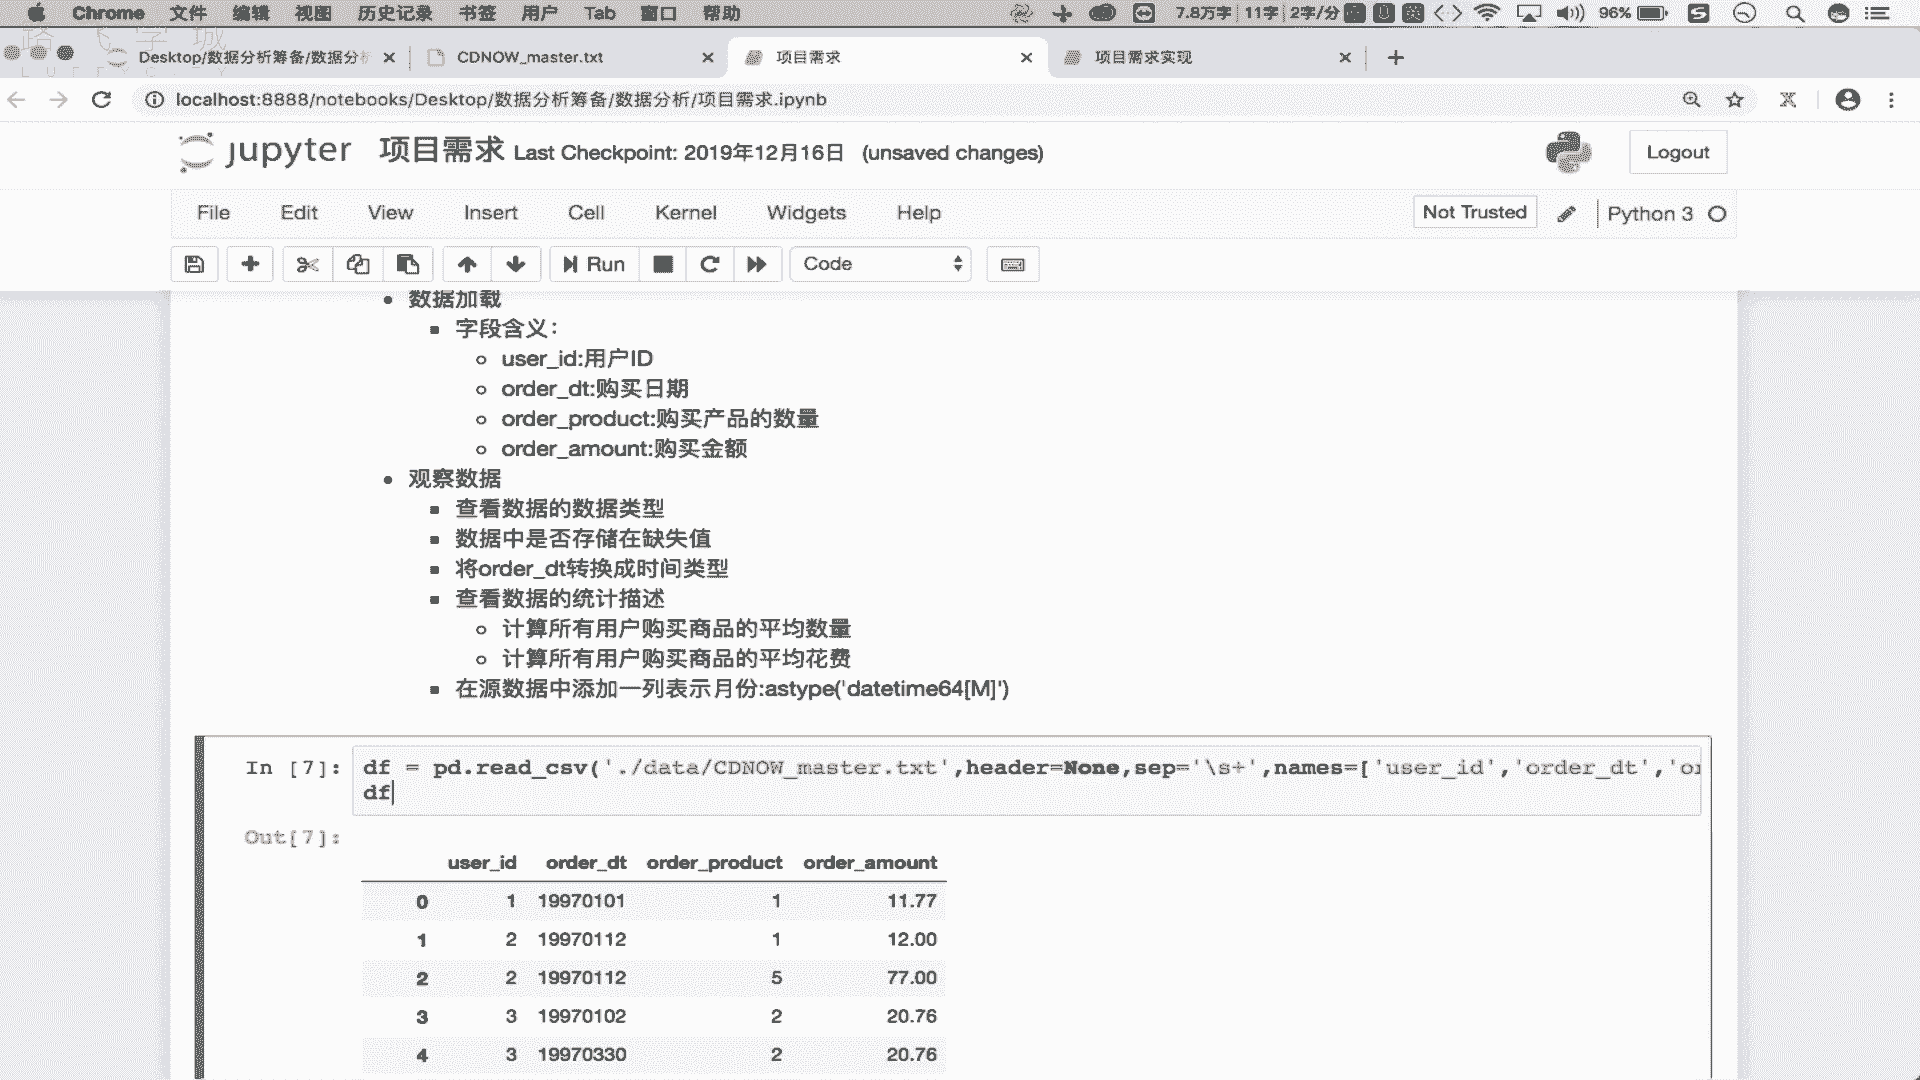 Chrome 文件 编辑 视图 历史记录 书签 用户 Tab 窗口 帮助 7.8万字 11字 2字/分 96%
Desktop/数据分析筹备/数据分析 CDNOW_master.txt 项目需求 项目需求实现
localhost:8888/notebooks/Desktop/数据分析筹备/数据分析/项目需求.ipynb
jupyter 项目需求 Last Checkpoint: 2019年12月16日 (unsaved changes) Logout
File Edit View Insert Cell Kernel Widgets Help Not Trusted Python 3
Run Code
数据加载
字段含义:
user_id:用户ID
order_dt:购买日期
order_product:购买产品的数量
order_amount:购买金额
观察数据
查看数据的数据类型
数据中是否存储在缺失值
将order_dt转换成时间类型
查看数据的统计描述
计算所有用户购买商品的平均数量
计算所有用户购买商品的平均花费
在源数据中添加一列表示月份:astype('datetime64[M]')
In [7]: df = pd.read_csv('./data/CDNOW_master.txt',header=None,sep='\s+',names=['user_id','order_dt','or
df
Out[7]:
user_id order_dt order_product order_amount
0 1 19970101 1 11.77
1 2 19970112 1 12.00
2 2 19970112 5 77.00
3 3 19970102 2 20.76
4 3 19970330 2 20.76